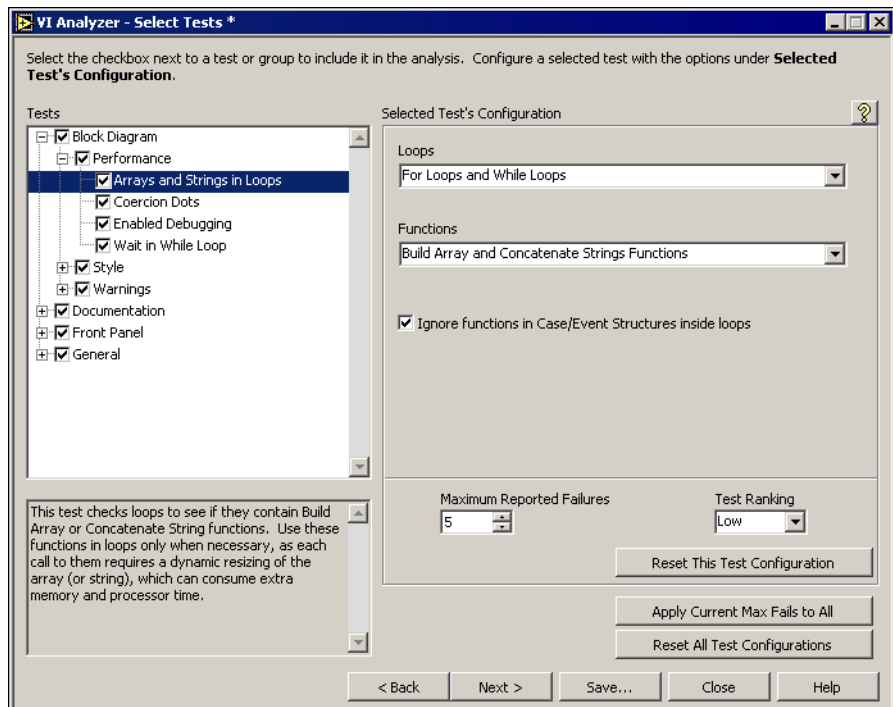 VI Analyzer - Select Tests *
Select the checkbox next to a test or group to include it in the analysis. Configure a selected test with the options under Selected
Test's Configuration.
Tests
Block Diagram
Performance
Arrays and Strings in Loops
Coercion Dots
Enabled Debugging
Wait in While Loop
Style
Warnings
Documentation
Front Panel
General
This test checks loops to see if they contain Build
Array or Concatenate String functions. Use these
functions in loops only when necessary, as each
call to them requires a dynamic resizing of the
array (or string), which can consume extra
memory and processor time.
Selected Test's Configuration
?
Loops
For Loops and While Loops
Functions
Build Array and Concatenate Strings Functions
Ignore functions in Case/Event Structures inside loops
Maximum Reported Failures
5
Test Ranking
Low
Reset This Test Configuration
Apply Current Max Fails to All
Reset All Test Configurations
< Back
Next >
Save...
Close
Help